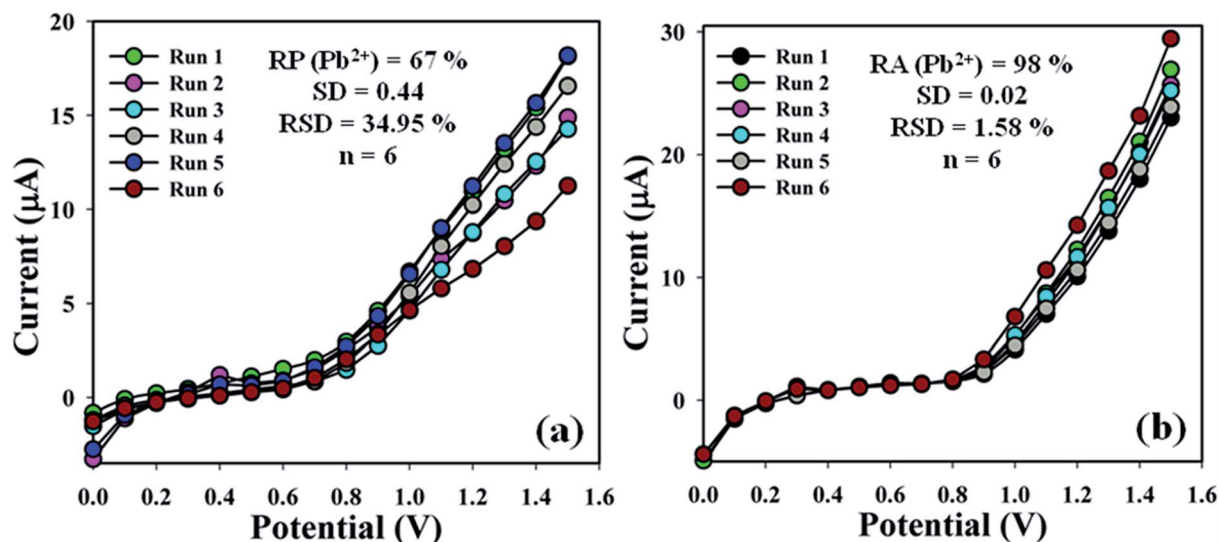 20
15
10
5
0
Current (µA)
Run 1
Run 2
Run 3
Run 4
Run 5
Run 6
RP (Pb²⁺) = 67 %
SD = 0.44
RSD = 34.95 %
n = 6
(a)
0.0 0.2 0.4 0.6 0.8 1.0 1.2 1.4 1.6
Potential (V)
30
20
10
0
Current (µA)
Run 1
Run 2
Run 3
Run 4
Run 5
Run 6
RA (Pb²⁺) = 98 %
SD = 0.02
RSD = 1.58 %
n = 6
(b)
0.0 0.2 0.4 0.6 0.8 1.0 1.2 1.4 1.6
Potential (V)